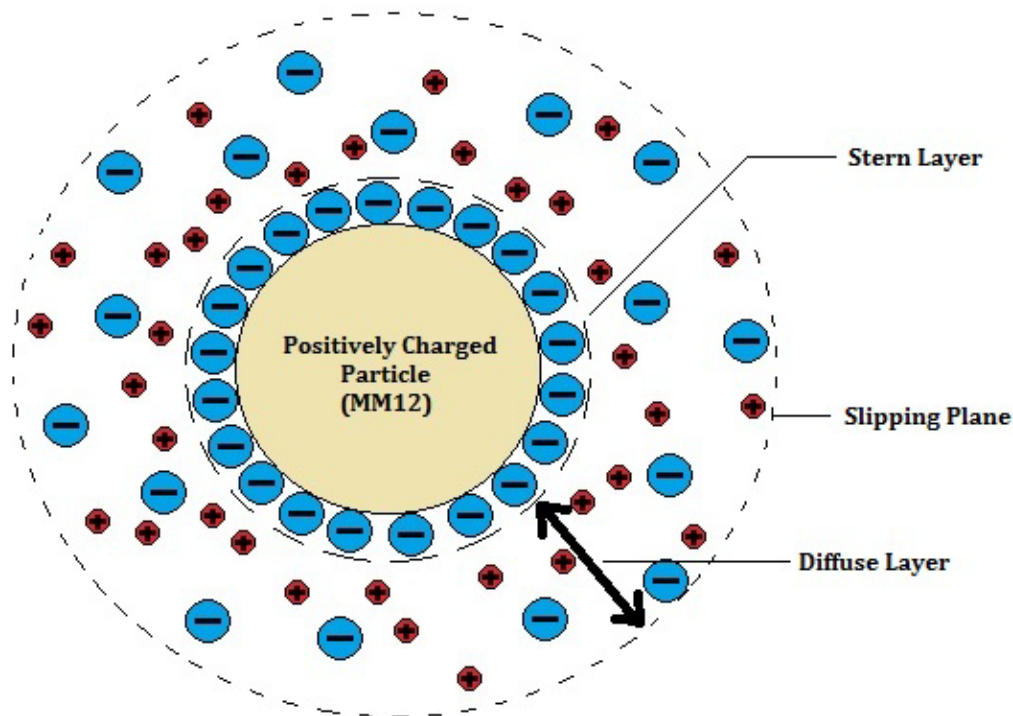 Stern Layer
Positively Charged
Particle
(MM12)
Slipping Plane
Diffuse Layer